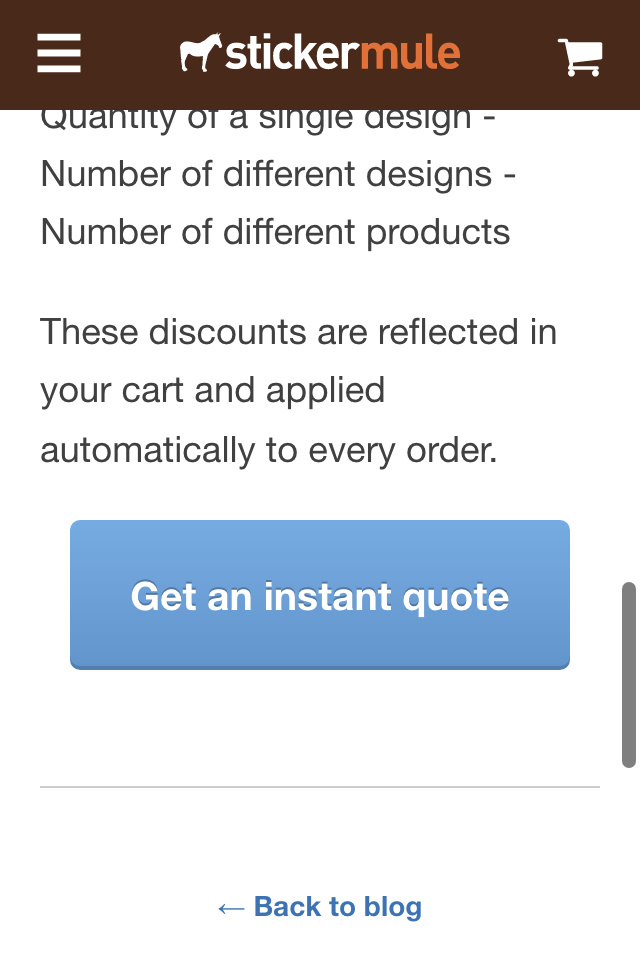 stickermule
Quantity of a single design -
Number of different designs -
Number of different products
These discounts are reflected in
your cart and applied
automatically to every order.
Get an instant quote
← Back to blog